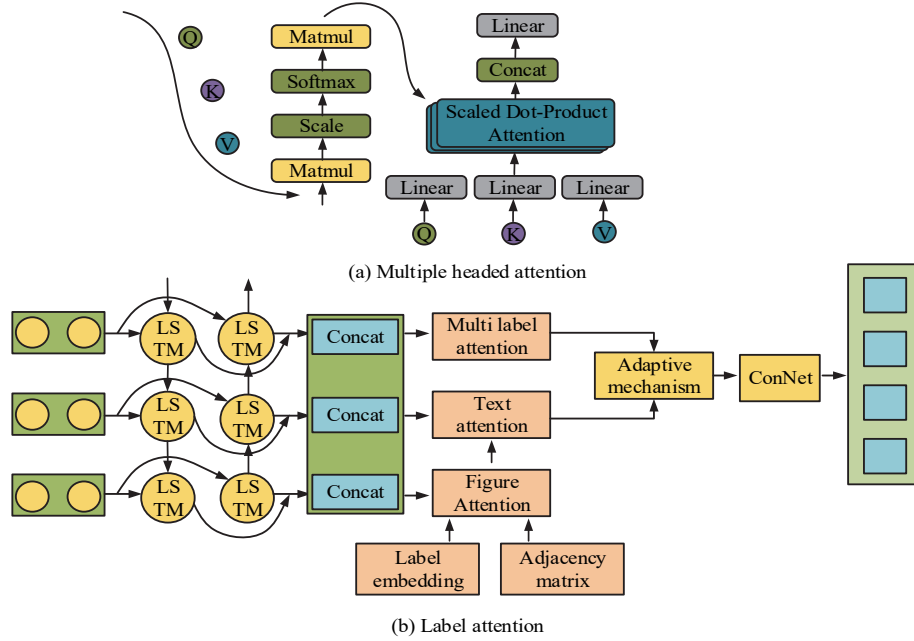 Q
K
V
Matmul
Softmax
Scale
Matmul
Linear
Concat
Scaled Dot-Product
Attention
Linear
Linear
Linear
Q
K
V
(a) Multiple headed attention
LS
TM
LS
TM
Concat
Multi label
attention
Adaptive
mechanism
ConNet
LS
TM
LS
TM
Concat
Text
attention
LS
TM
LS
TM
Concat
Figure
Attention
Label
embedding
Adjacency
matrix
(b) Label attention